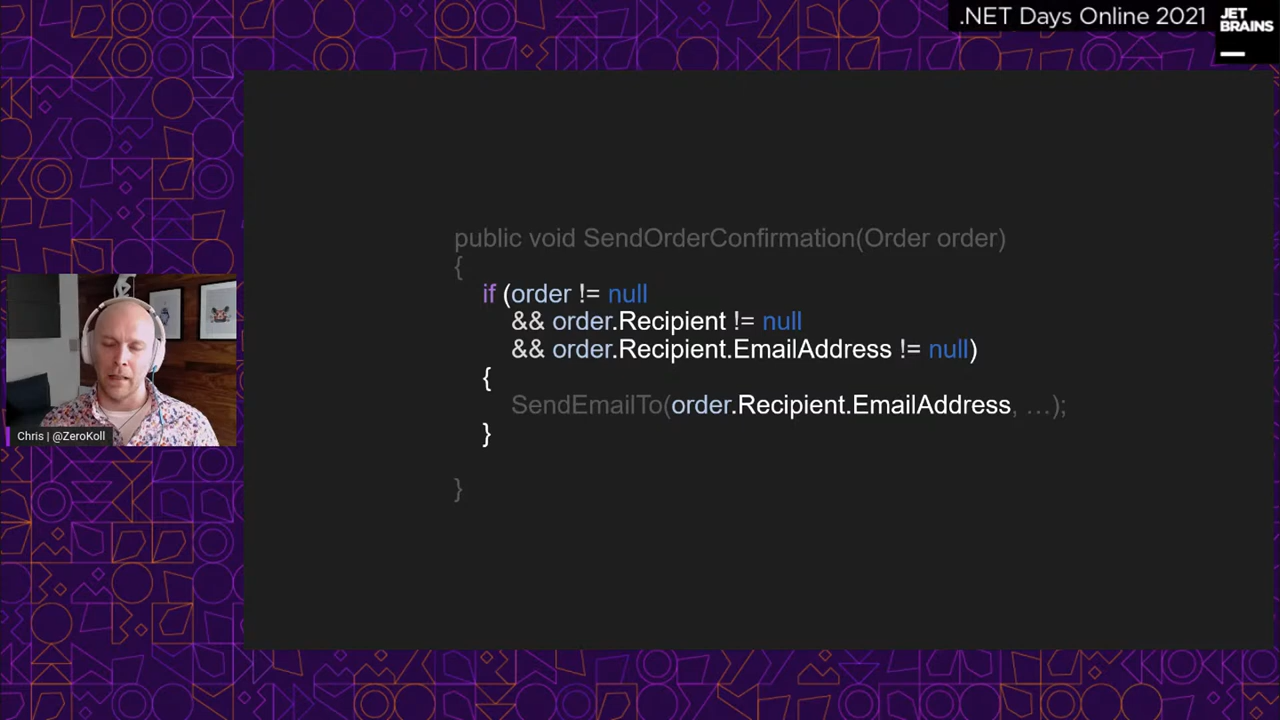 .NET Days Online 2021
JET
BRAINS
public void SendOrderConfirmation(Order order)
{
if (order != null
&& order.Recipient != null
&& order.Recipient.EmailAddress != null)
{
SendEmailTo(order.Recipient.EmailAddress, …);
}
}
Chris | @ZeroKoll